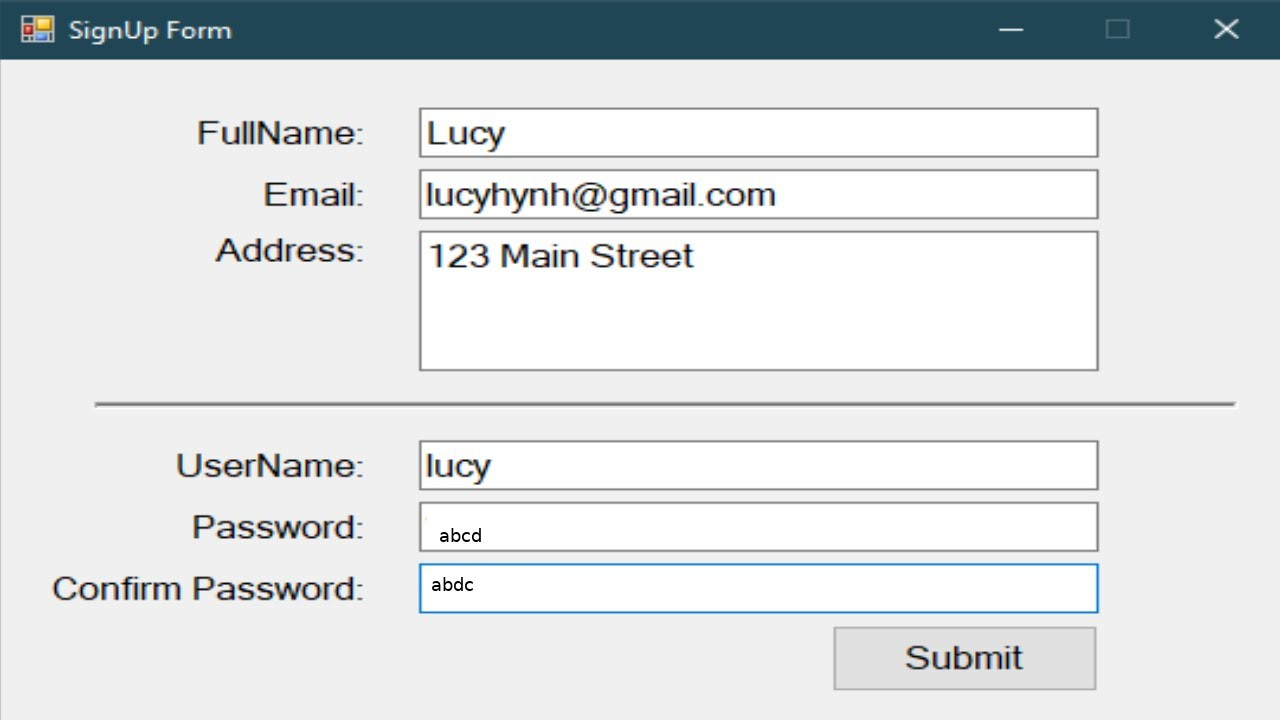 SignUp Form
FullName: Lucy
Email: lucyhynh@gmail.com
Address: 123 Main Street
UserName: lucy
Password: abcd
Confirm Password: abdc
Submit